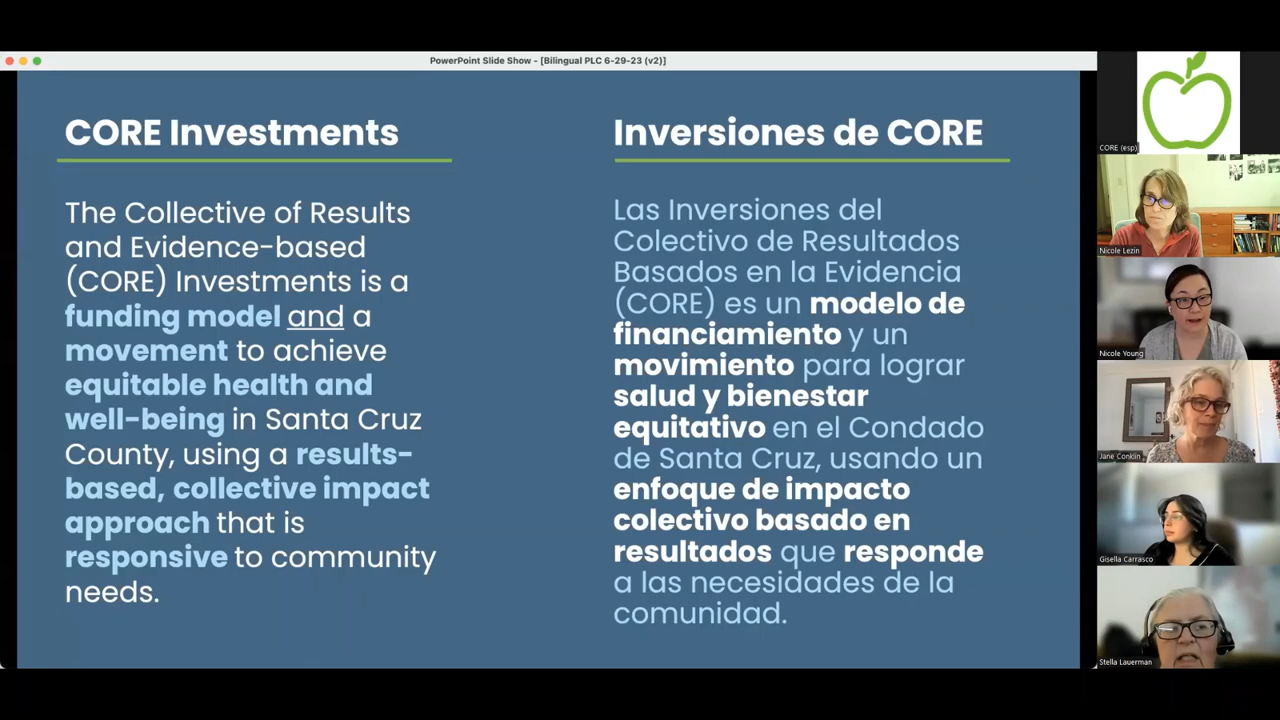 PowerPoint Slide Show - [Bilingual PLC 6-29-23 (v2)]
CORE Investments
The Collective of Results
and Evidence-based
(CORE) Investments is a
funding model and a
movement to achieve
equitable health and
well-being in Santa Cruz
County, using a results-
based, collective impact
approach that is
responsive to community
needs.
Inversiones de CORE
Las Inversiones del
Colectivo de Resultados
Basados en la Evidencia
(CORE) es un modelo de
financiamiento y un
movimiento para lograr
salud y bienestar
equitativo en el Condado
de Santa Cruz, usando un
enfoque de impacto
colectivo basado en
resultados que responde
a las necesidades de la
comunidad.
CORE (esp)
Nicole Lezin
Nicole Young
Jane Conklin
Gisella Carrasco
Stella Lauerman